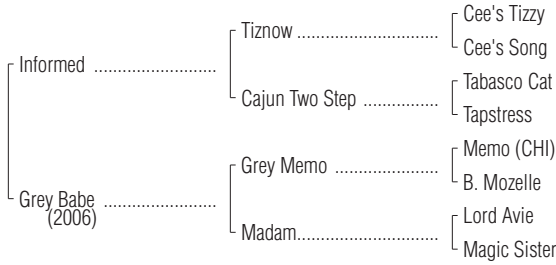 Cee's Tizzy
Tiznow ..............................
Cee's Song
Informed ..........................
Tabasco Cat
Cajun Two Step ................
Tapstress
Memo (CHI)
Grey Memo ......................
B. Mozelle
Grey Babe ........................
(2006)
Lord Avie
Madam..............................
Magic Sister